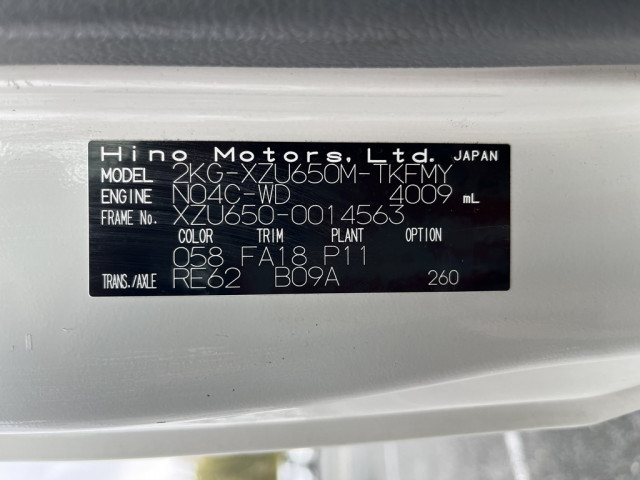 Hino Motors, Ltd. JAPAN
MODEL 2KG-XZU650M-TKFMY
ENGINE N04C-WD 4009 mL
FRAME No. XZU650-0014563
COLOR TRIM PLANT OPTION
058 FA18 P11
TRANS./AXLE RE62 B09A 260